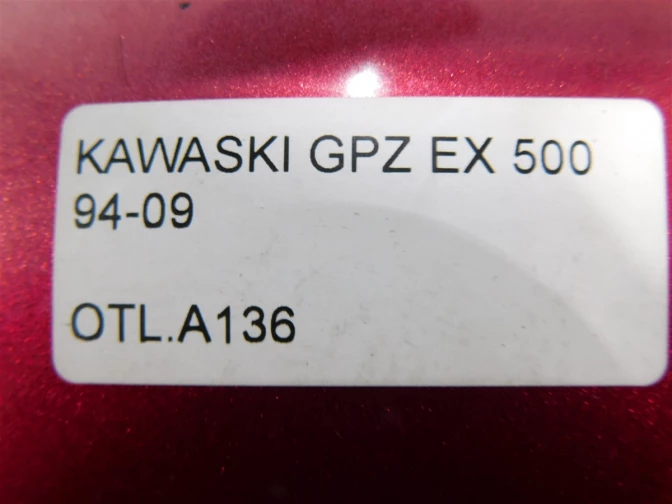 KAWASKI GPZ EX 500
94-09
OTL.A136